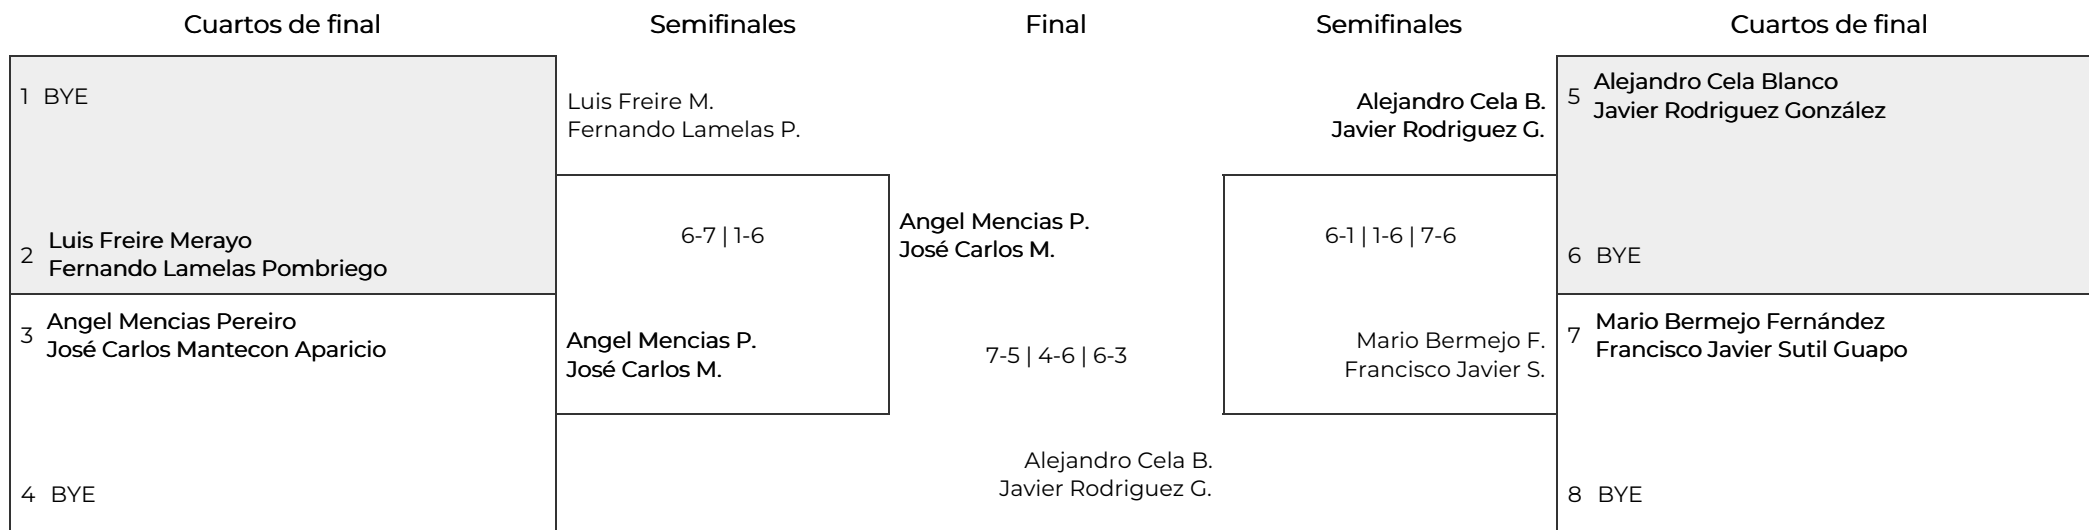 Cuartos de final
Semifinales
Final
Semifinales
Cuartos de final
1 BYE
2 Luis Freire Merayo
Fernando Lamelas Pombriego
3 Angel Mencias Pereiro
José Carlos Mantecon Aparicio
4 BYE
Luis Freire M.
Fernando Lamelas P.
6-7 | 1-6
Angel Mencias P.
José Carlos M.
Angel Mencias P.
José Carlos M.
7-5 | 4-6 | 6-3
Alejandro Cela B.
Javier Rodriguez G.
Alejandro Cela B.
Javier Rodriguez G.
6-1 | 1-6 | 7-6
Mario Bermejo F.
Francisco Javier S.
5 Alejandro Cela Blanco
Javier Rodriguez González
6 BYE
7 Mario Bermejo Fernández
Francisco Javier Sutil Guapo
8 BYE